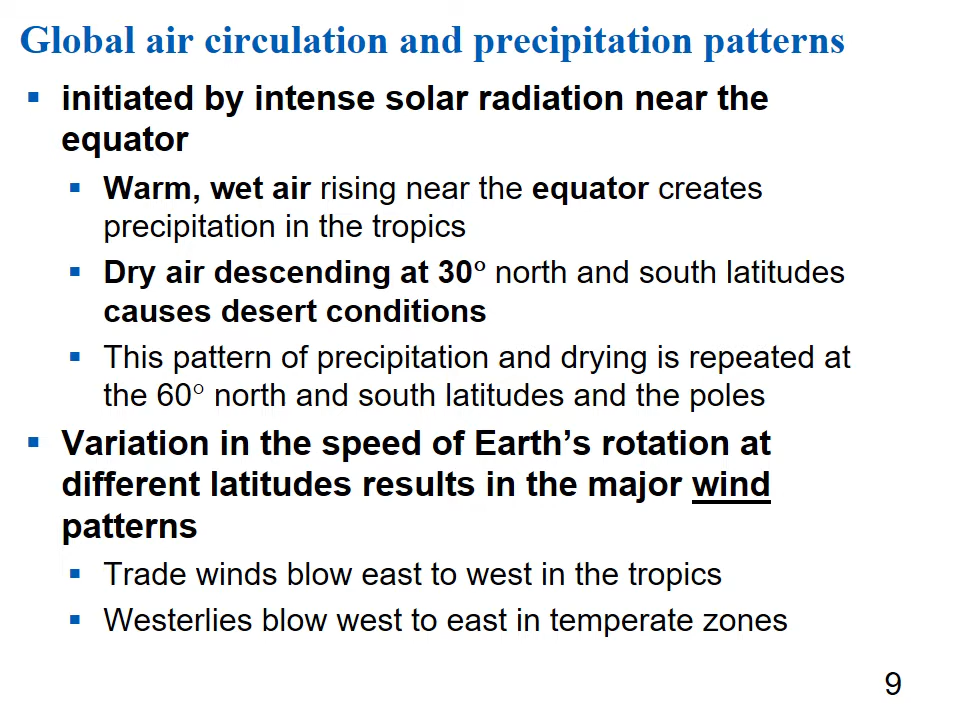 Global air circulation and precipitation patterns
▪ initiated by intense solar radiation near the
equator
▪ Warm, wet air rising near the equator creates
precipitation in the tropics
▪ Dry air descending at 30° north and south latitudes
causes desert conditions
▪ This pattern of precipitation and drying is repeated at
the 60° north and south latitudes and the poles
▪ Variation in the speed of Earth’s rotation at
different latitudes results in the major wind
patterns
▪ Trade winds blow east to west in the tropics
▪ Westerlies blow west to east in temperate zones
9